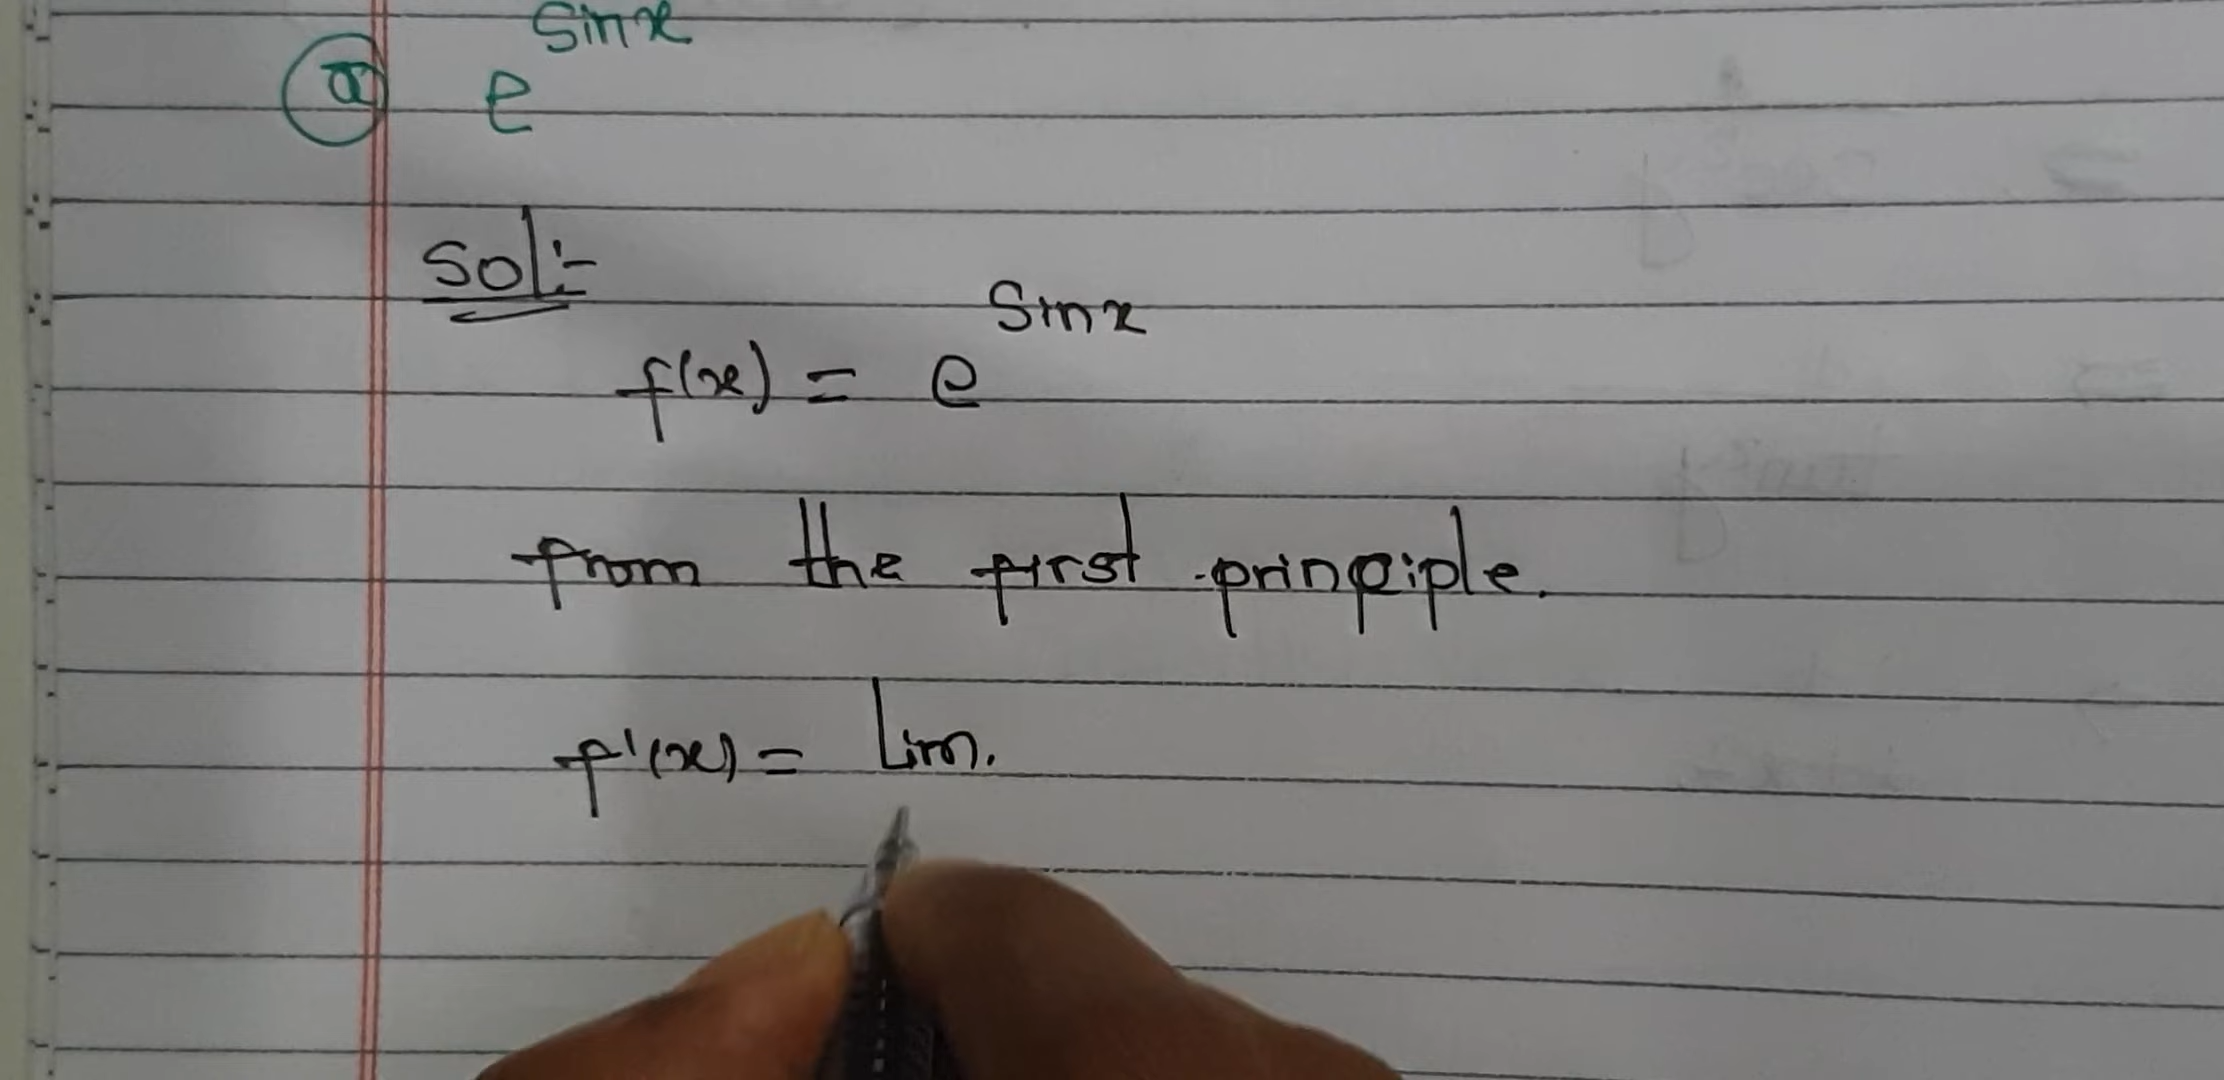 a e^sinx
Sol:-
f(x) = e^Sinx
from the first principle.
f'(x) = Lim.